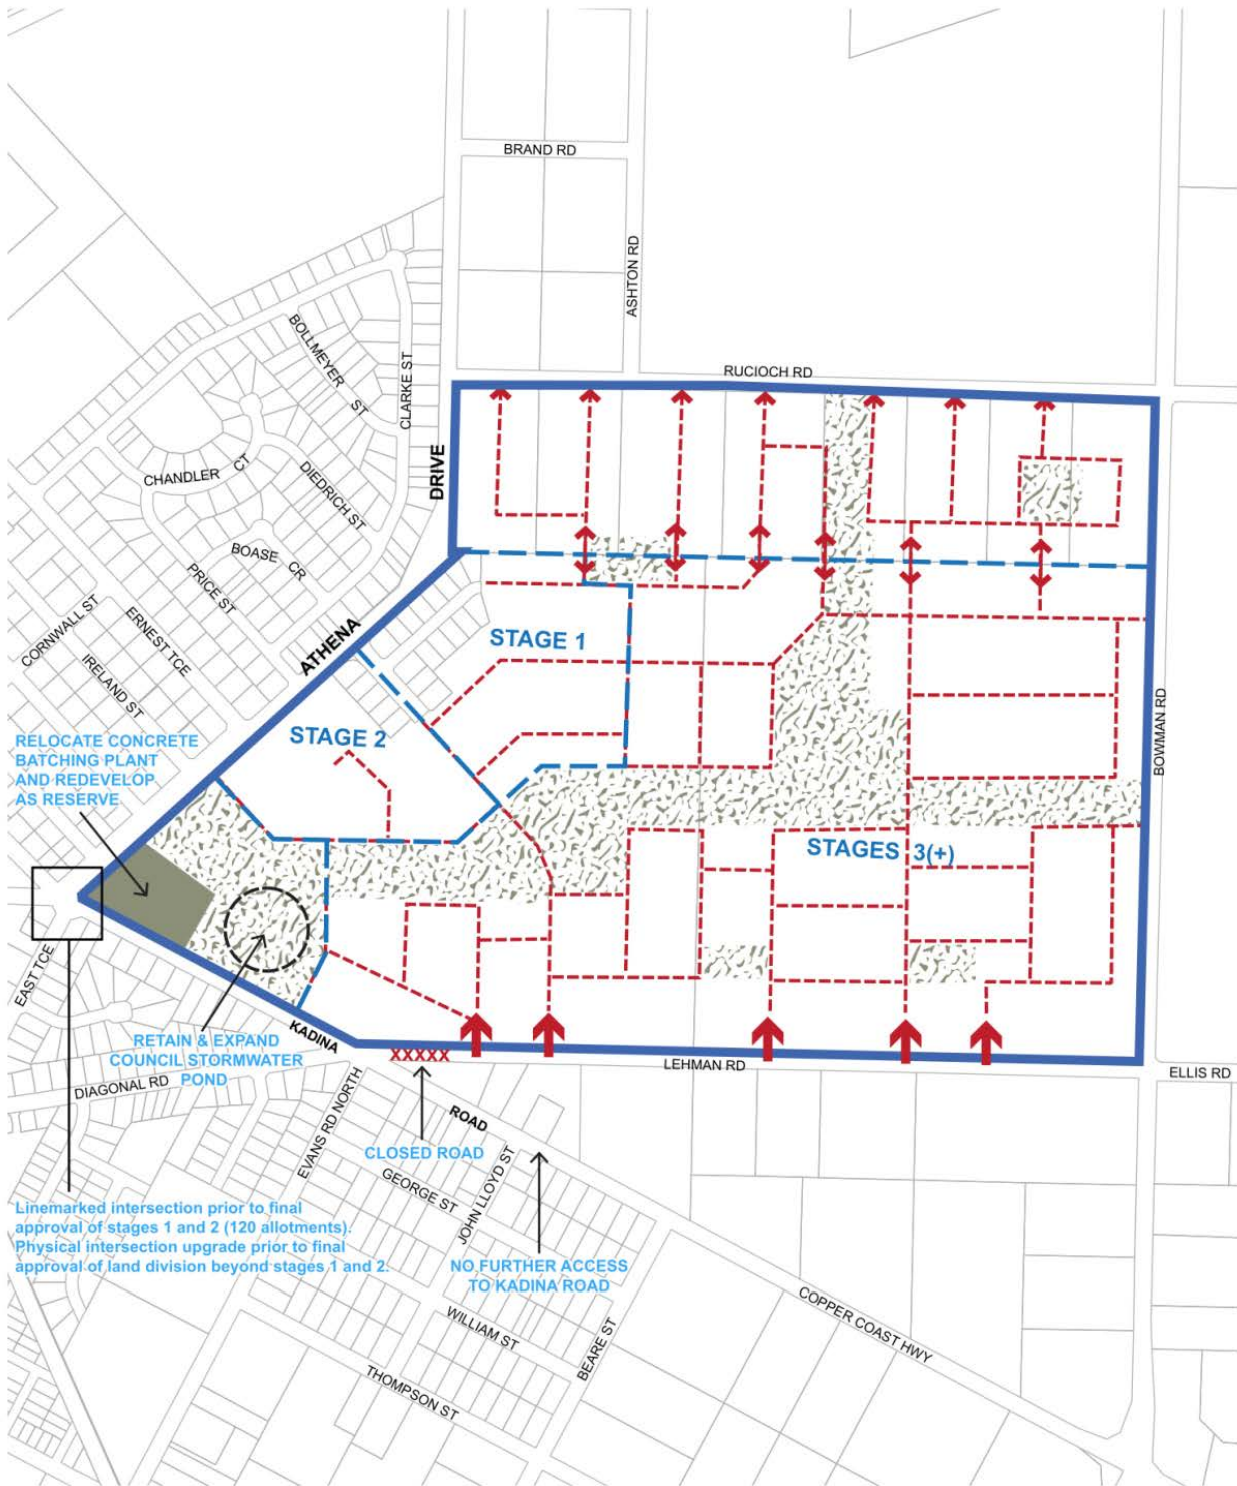 BRAND RD
ASHTON RD
RUCIOCH RD
BOLLMEYER ST
CLARKE ST
CHANDLER CT
DIEDRICH ST
DRIVE
BOASE CR
PRICE ST
CORNWALL ST
ERNEST TCE
IRELAND ST
ATHENA
STAGE 1
STAGE 2
BOWMAN RD
RELOCATE CONCRETE
BATCHING PLANT
AND REDEVELOP
AS RESERVE
STAGES 3(+)
EAST TCE
KADINA
XXXXX
RETAIN & EXPAND
COUNCIL STORMWATER
POND
LEHMAN RD
ELLIS RD
DIAGONAL RD
EVANS RD NORTH
ROAD
CLOSED ROAD
GEORGE ST
JOHN LLOYD ST
Linemarked intersection prior to final
approval of stages 1 and 2 (120 allotments).
Physical intersection upgrade prior to final
approval of land division beyond stages 1 and 2.
NO FURTHER ACCESS
TO KADINA ROAD
COPPER COAST HWY
WILLIAM ST
BEARE ST
THOMPSON ST